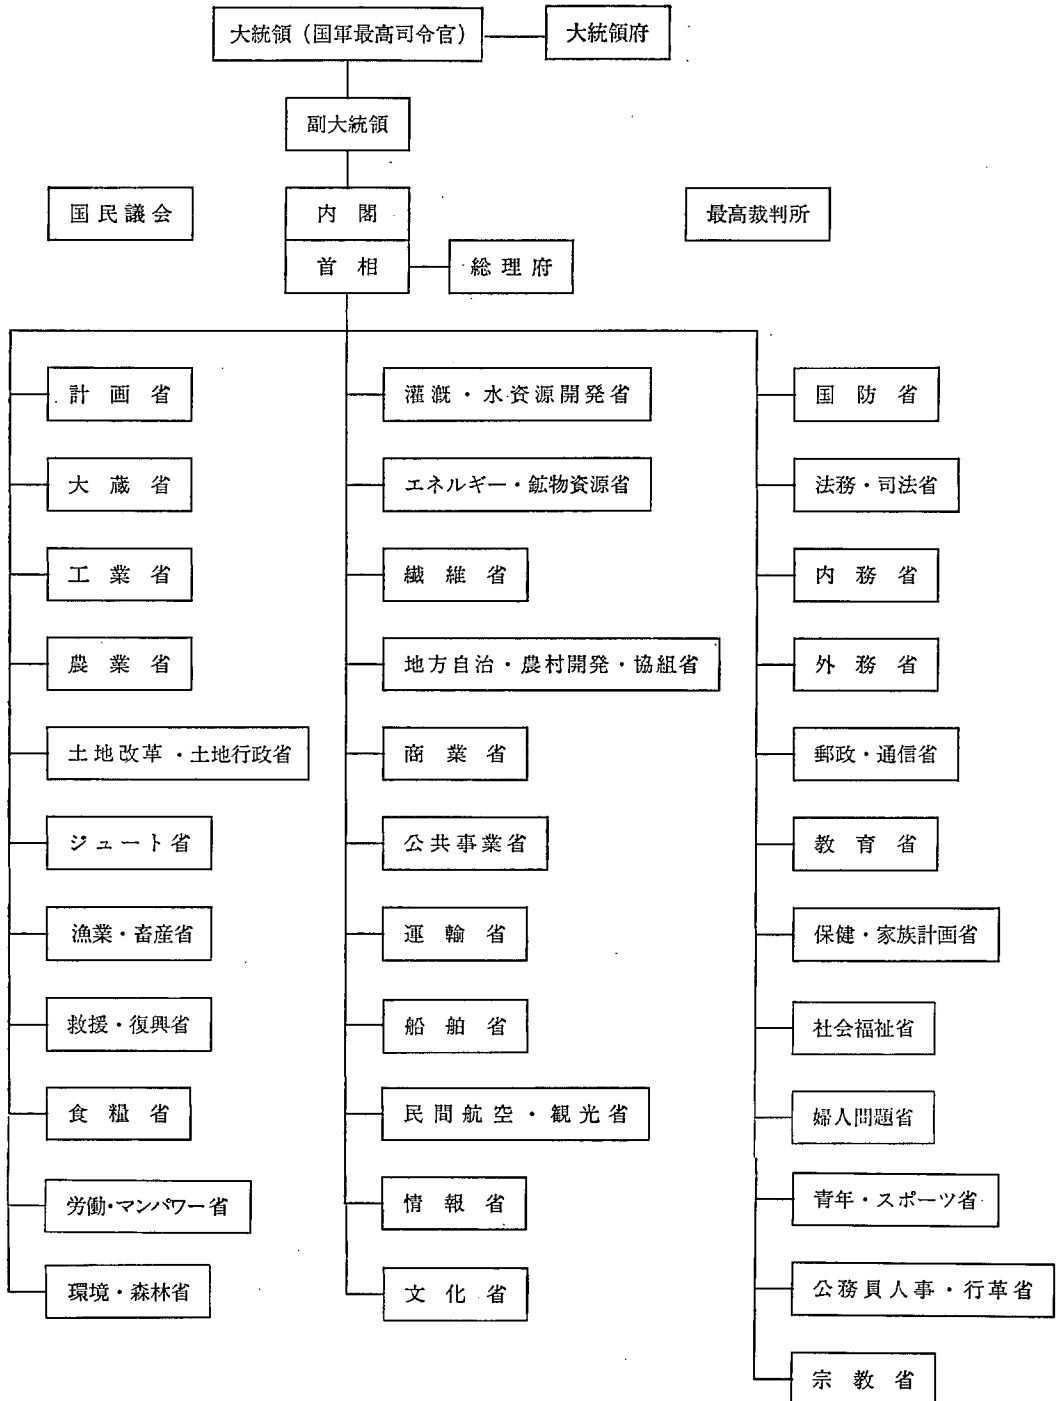 大統領（国軍最高司令官）
大統領府
副大統領
国民議会
内閣
最高裁判所
首相
総理府
計画省
大蔵省
工業省
農業省
土地改革・土地行政省
ジュート省
漁業・畜産省
救援・復興省
食糧省
労働・マンパワー省
環境・森林省
灌漑・水資源開発省
エネルギー・鉱物資源省
繊維省
地方自治・農村開発・協組省
商業省
公共事業省
運輸省
船舶省
民間航空・観光省
情報省
文化省
国防省
法務・司法省
内務省
外務省
郵政・通信省
教育省
保健・家族計画省
社会福祉省
婦人問題省
青年・スポーツ省
公務員人事・行革省
宗教省